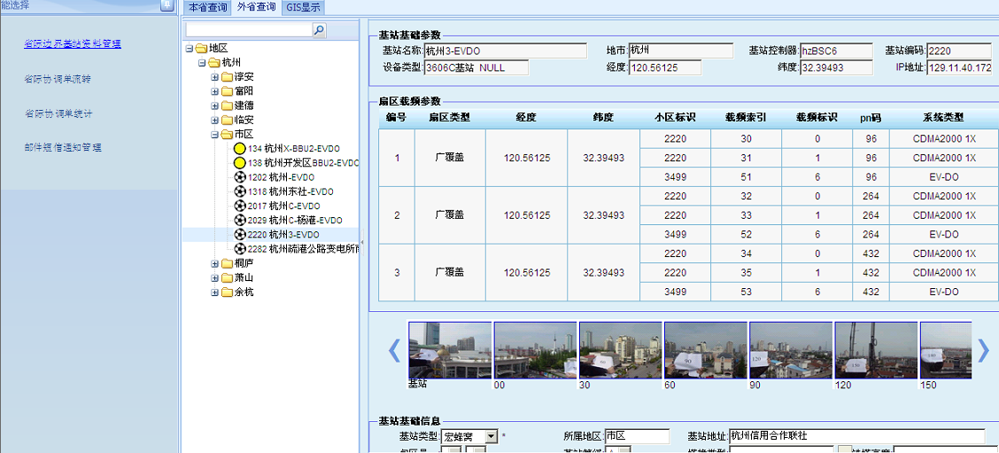 能选择
本省查询 外省查询 GIS显示
省际边界基站资料管理
省际协调单流转
省际协调单统计
邮件短信通知管理
地区
杭州
淳安
富阳
建德
临安
市区
134 杭州X-BBU2-EVDO
138 杭州开发区BBU2-EVDO
1202 杭州-EVDO
1318 杭州东社-EVDO
2017 杭州C-EVDO
2029 杭州C-杨港-EVDO
2220 杭州3-EVDO
2282 杭州疏港公路变电所南
桐庐
萧山
余杭
基站基础参数
基站名称: 杭州3-EVDO 地市: 杭州 基站控制器: hzBSC6 基站编码: 2220
设备类型: 3606C基站 NULL 经度: 120.56125 纬度: 32.39493 IP地址: 129.11.40.172
扇区载频参数
编号 扇区类型 经度 纬度 小区标识 载频索引 载频标识 pn码 系统类型
2220 30 0 96 CDMA2000 1X
1 广覆盖 120.56125 32.39493 2220 31 1 96 CDMA2000 1X
3499 51 6 96 EV-DO
2220 32 0 264 CDMA2000 1X
2 广覆盖 120.56125 32.39493 2220 33 1 264 CDMA2000 1X
3499 52 6 264 EV-DO
2220 34 0 432 CDMA2000 1X
3 广覆盖 120.56125 32.39493 2220 35 1 432 CDMA2000 1X
3499 53 6 432 EV-DO
0 60 90 120 150 180
基站 00 30 60 90 120 150
基站基础信息
基站类型: 宏蜂窝 * 所属地区: 市区 基站地址: 杭州信用合作联社